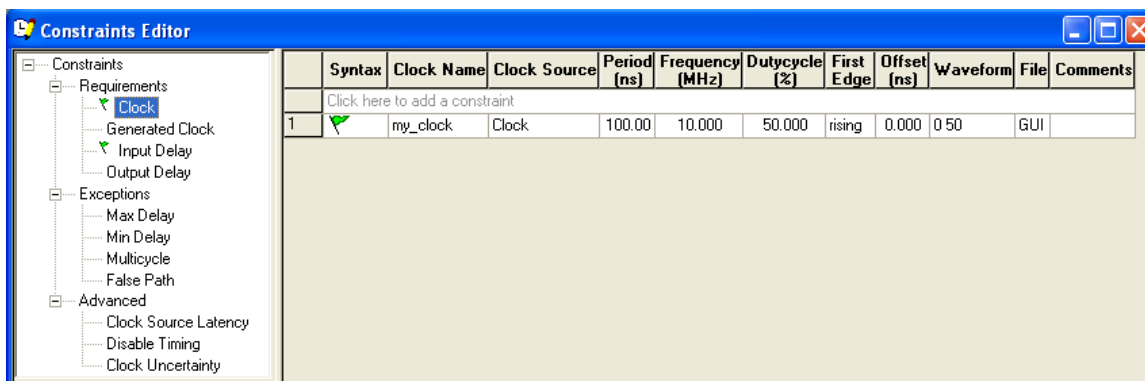 Constraints Editor
Constraints
Requirements
Clock
Generated Clock
Input Delay
Output Delay
Exceptions
Max Delay
Min Delay
Multicycle
False Path
Advanced
Clock Source Latency
Disable Timing
Clock Uncertainty
Syntax Clock Name Clock Source Period (ns) Frequency (MHz) Dutycycle (%) First Edge Offset (ns) Waveform File Comments
Click here to add a constraint
1 my_clock Clock 100.00 10.000 50.000 rising 0.000 0 50 GUI